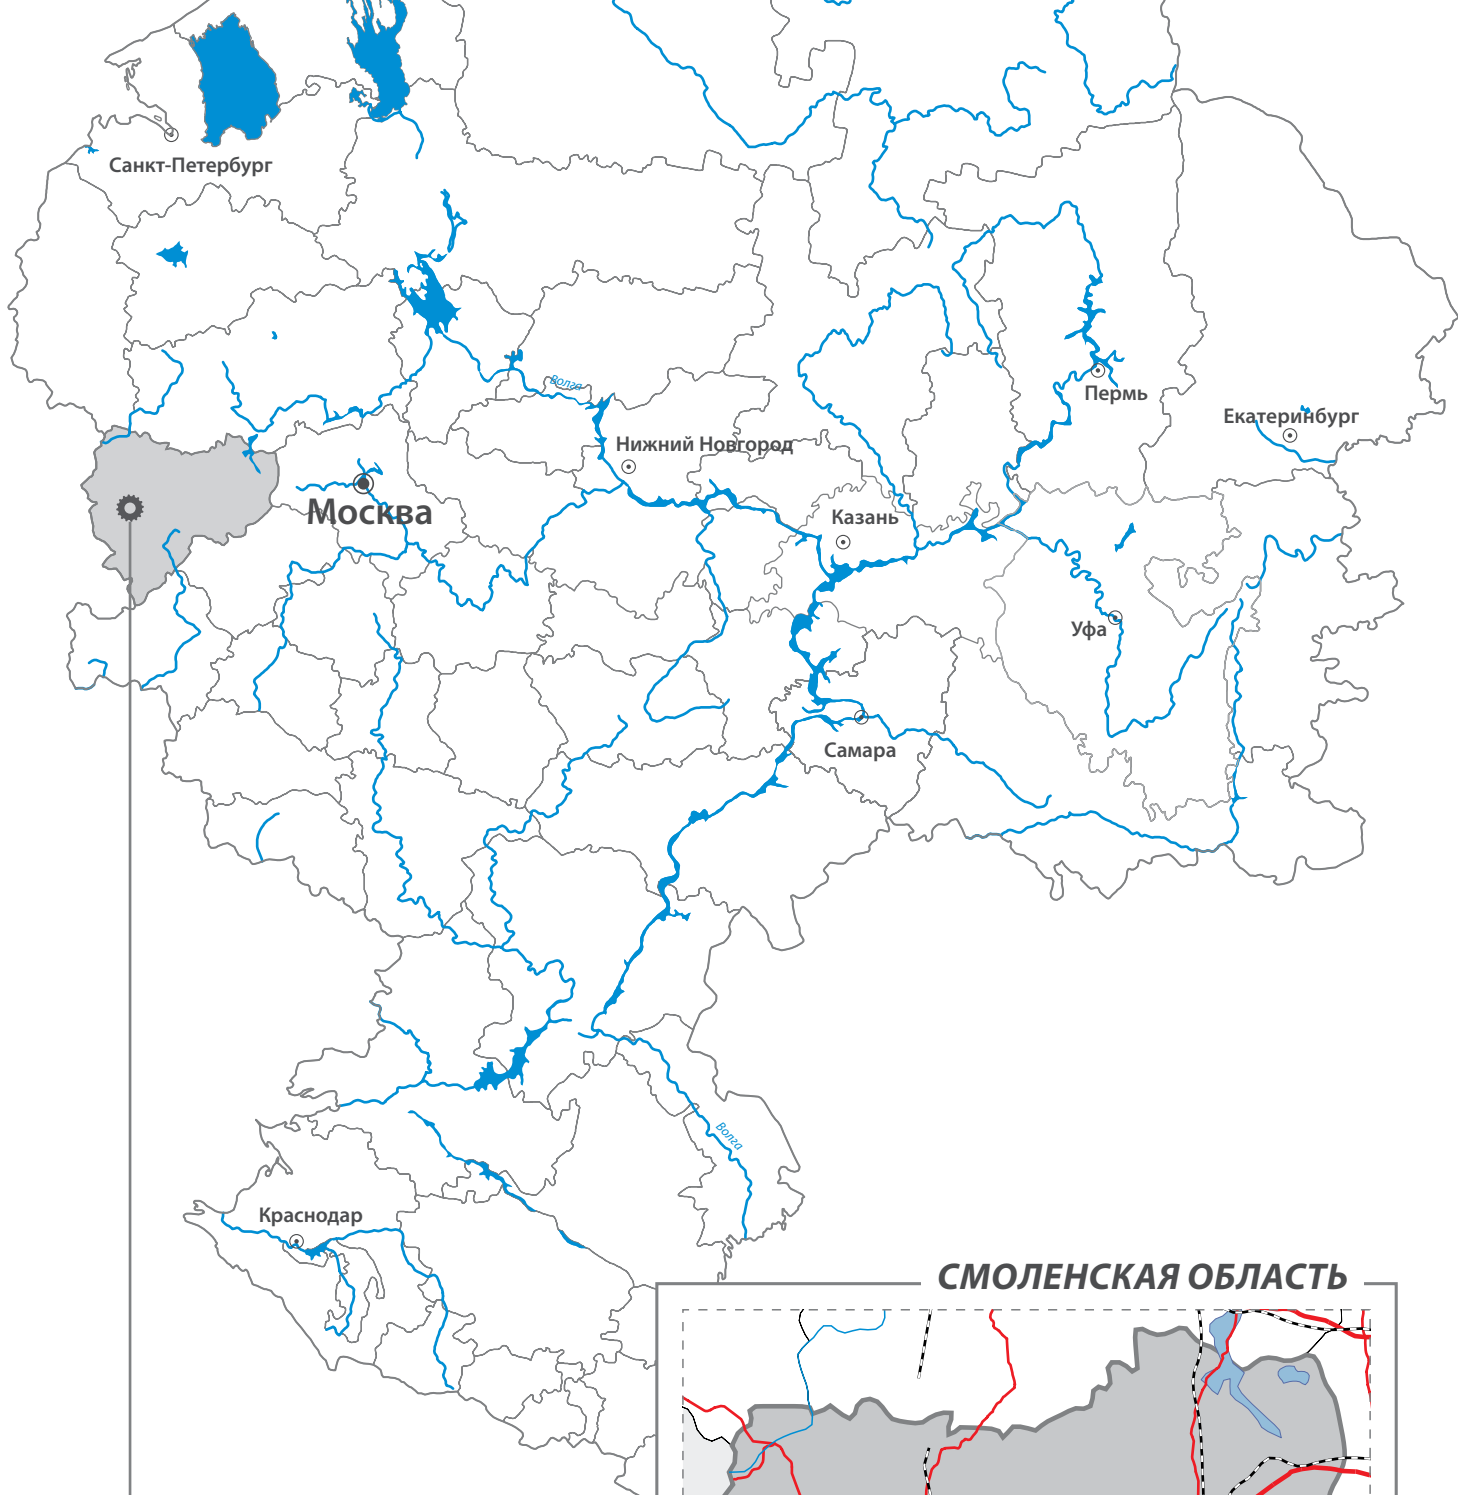 Санкт-Петербург
Волга
Пермь
Екатеринбург
Нижний Новгород
Москва
Казань
Уфа
Самара
Волга
Краснодар
СМОЛЕНСКАЯ ОБЛАСТЬ